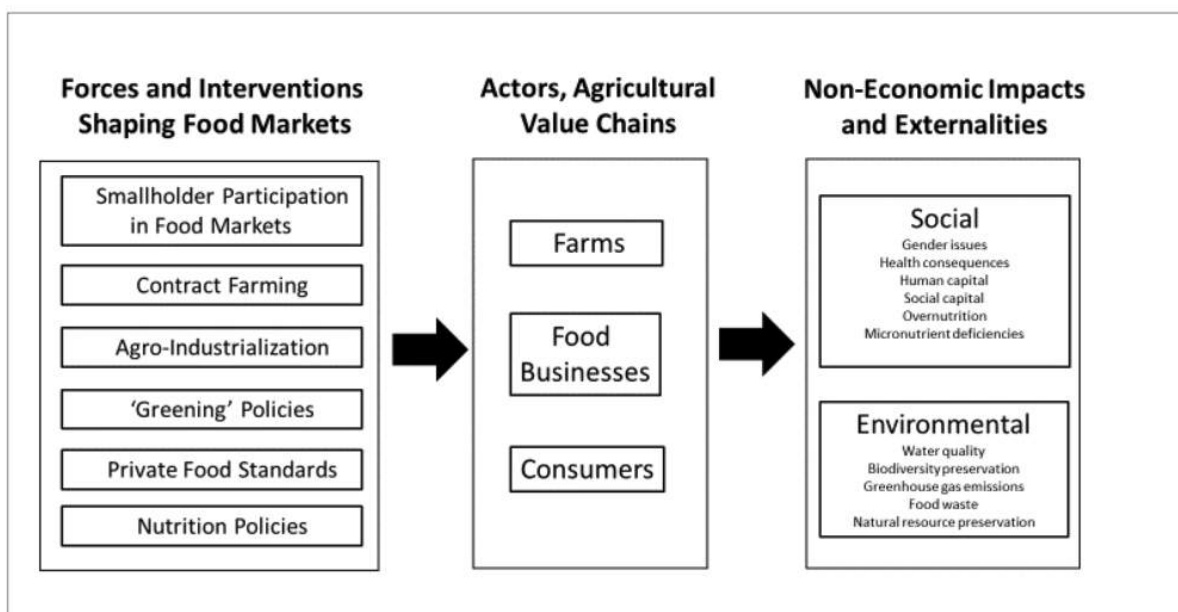 Forces and Interventions
Shaping Food Markets
Smallholder Participation
in Food Markets
Contract Farming
Agro-Industrialization
‘Greening’ Policies
Private Food Standards
Nutrition Policies
Actors, Agricultural
Value Chains
Farms
Food
Businesses
Consumers
Non-Economic Impacts
and Externalities
Social
Gender issues
Health consequences
Human capital
Social capital
Overnutrition
Micronutrient deficiencies
Environmental
Water quality
Biodiversity preservation
Greenhouse gas emissions
Food waste
Natural resource preservation